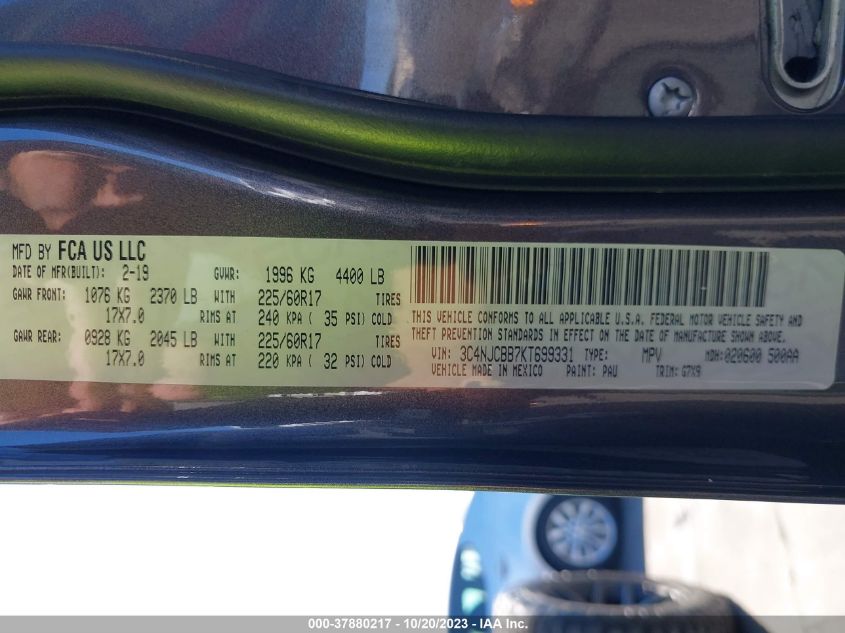 MFD BY FCA US LLC
DATE OF MFR(BUILT): 2-19 GVWR: 1996 KG 4400 LB
GAWR FRONT: 1076 KG 2370 LB WITH 225/60R17 TIRES
17X7.0 RIMS AT 240 KPA ( 35 PSI) COLD
GAWR REAR: 0928 KG 2045 LB WITH 225/60R17 TIRES
17X7.0 RIMS AT 220 KPA ( 32 PSI) COLD
THIS VEHICLE CONFORMS TO ALL APPLICABLE U.S.A. FEDERAL MOTOR VEHICLE SAFETY AND
THEFT PREVENTION STANDARDS IN EFFECT ON THE DATE OF MANUFACTURE SHOWN ABOVE.
VIN: 3C4NJCBB7KT699331 TYPE: MPV MDH: 020600 500AA
VEHICLE MADE IN MEXICO PAINT: PAU TRIM: G7X9
000-37880217 - 10/20/2023 - IAA Inc.